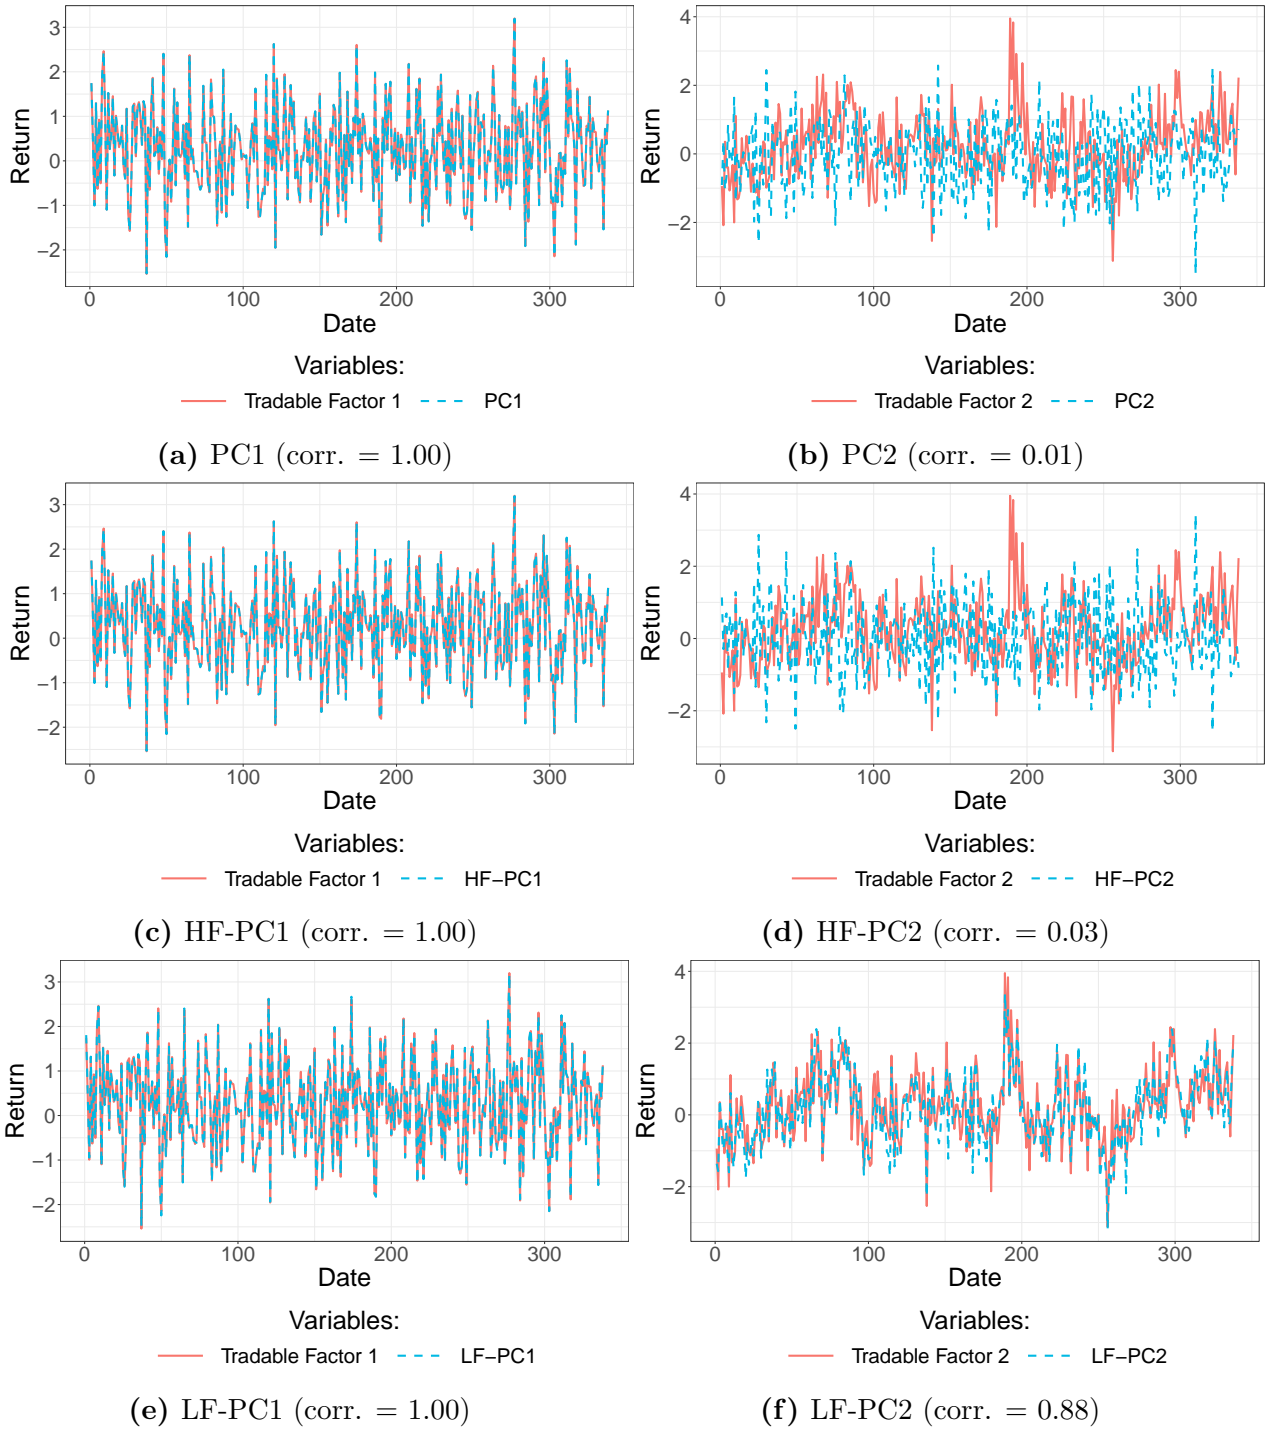 Return
3
2
1
0
−1
−2
0 100 200 300
Date
Variables:
Tradable Factor 1 PC1
(a) PC1 (corr. = 1.00)
Return
4
2
0
−2
0 100 200 300
Date
Variables:
Tradable Factor 2 PC2
(b) PC2 (corr. = 0.01)
Return
3
2
1
0
−1
−2
0 100 200 300
Date
Variables:
Tradable Factor 1 HF−PC1
(c) HF-PC1 (corr. = 1.00)
Return
4
2
0
−2
0 100 200 300
Date
Variables:
Tradable Factor 2 HF−PC2
(d) HF-PC2 (corr. = 0.03)
Return
3
2
1
0
−1
−2
0 100 200 300
Date
Variables:
Tradable Factor 1 LF−PC1
(e) LF-PC1 (corr. = 1.00)
Return
4
2
0
−2
0 100 200 300
Date
Variables:
Tradable Factor 2 LF−PC2
(f) LF-PC2 (corr. = 0.88)